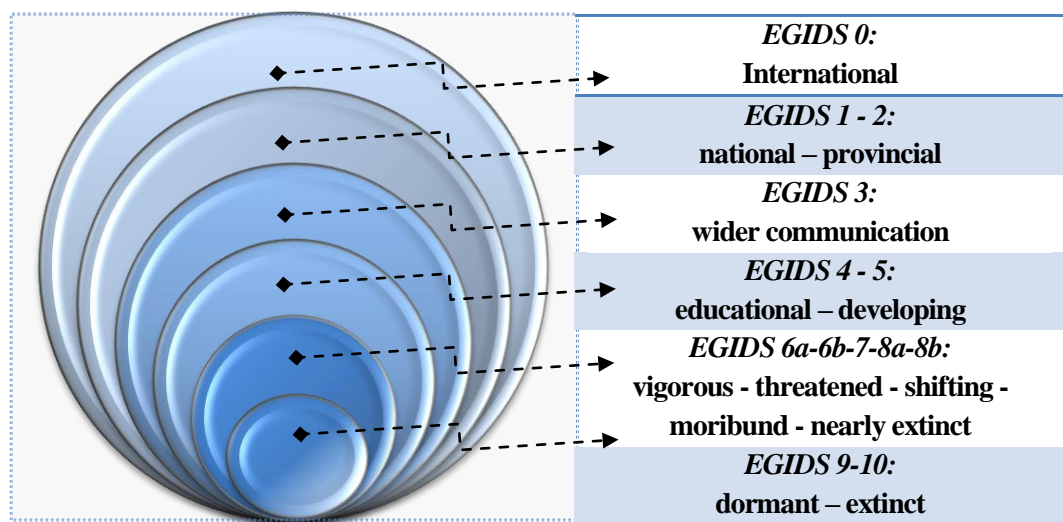 EGIDS 0:
International
EGIDS 1 - 2:
national – provincial
EGIDS 3:
wider communication
EGIDS 4 - 5:
educational – developing
EGIDS 6a-6b-7-8a-8b:
vigorous - threatened - shifting -
moribund - nearly extinct
EGIDS 9-10:
dormant – extinct